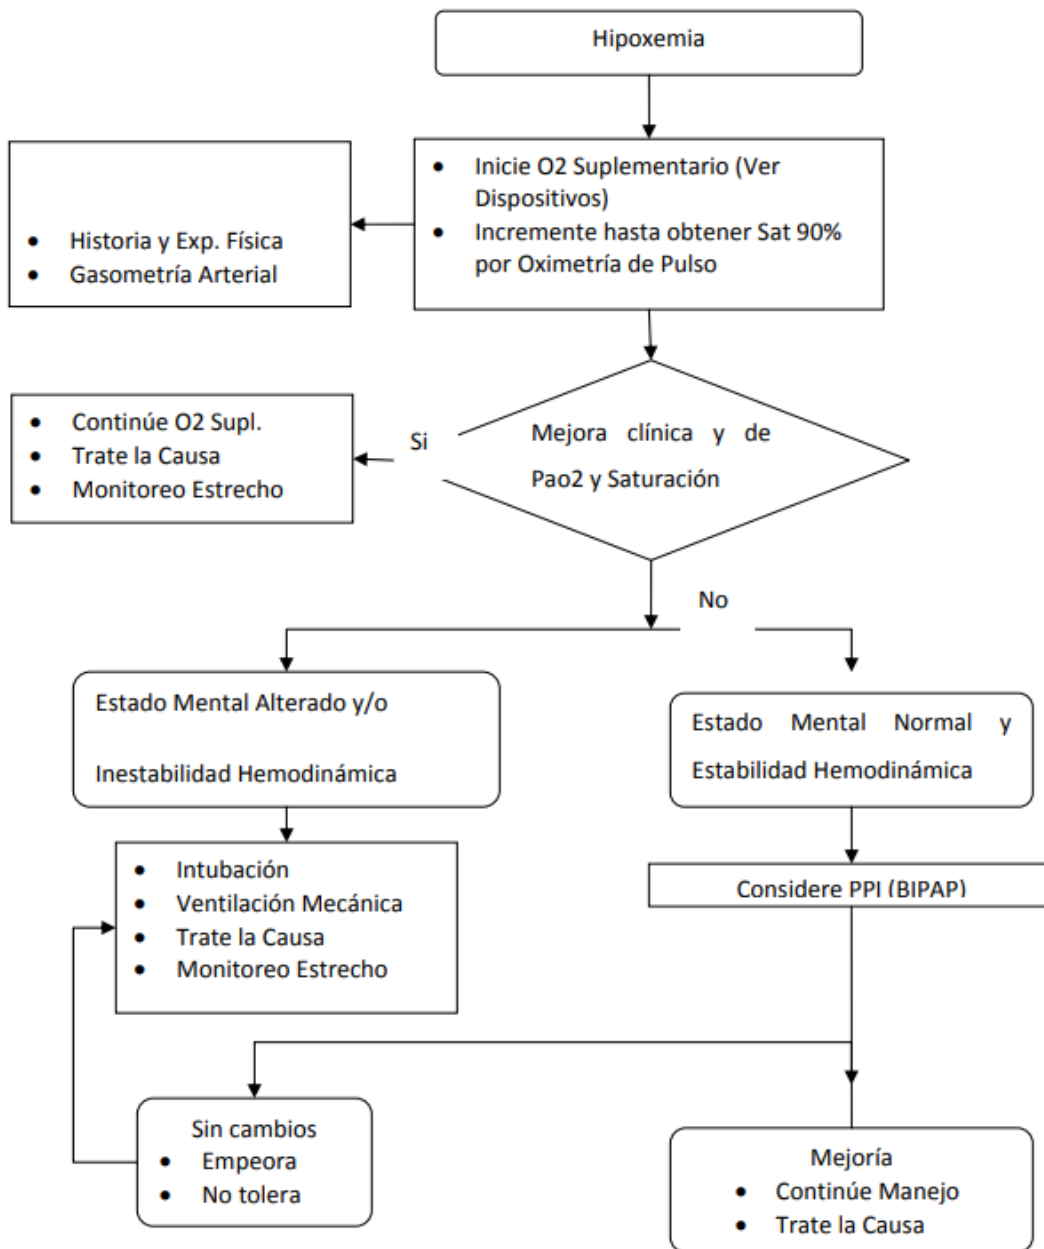 Hipoxemia
• Inicie O2 Suplementario (Ver
Dispositivos)
• Incremente hasta obtener Sat 90%
por Oximetría de Pulso
• Historia y Exp. Física
• Gasometría Arterial
Mejora clínica y de
Pao2 y Saturación
Si
• Continúe O2 Supl.
• Trate la Causa
• Monitoreo Estrecho
No
Estado Mental Alterado y/o
Inestabilidad Hemodinámica
Estado Mental Normal y
Estabilidad Hemodinámica
• Intubación
• Ventilación Mecánica
• Trate la Causa
• Monitoreo Estrecho
Considere PPI (BIPAP)
Sin cambios
• Empeora
• No tolera
Mejoría
• Continúe Manejo
• Trate la Causa